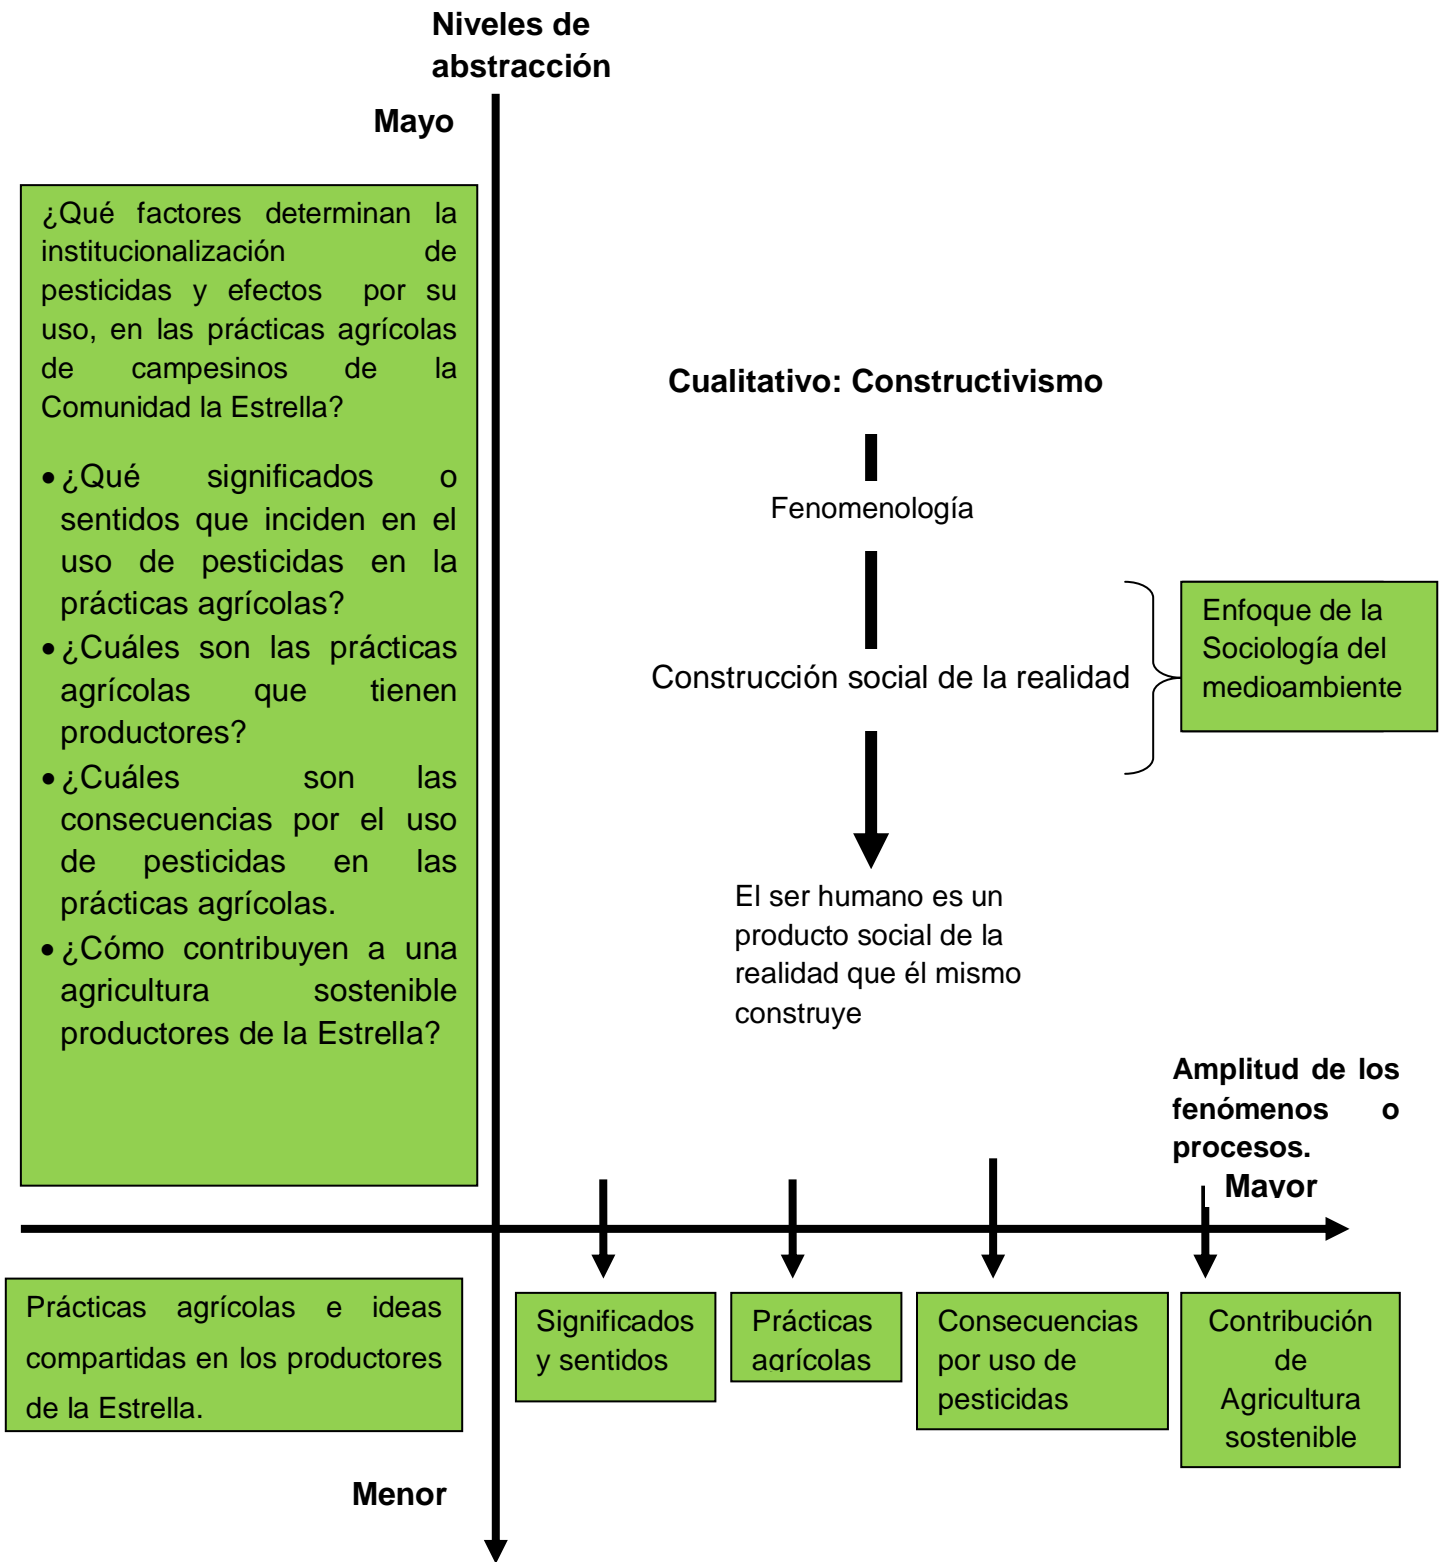 Niveles de
abstracción
Mayo
¿Qué factores determinan la
institucionalización de
pesticidas y efectos por su
uso, en las prácticas agrícolas
de campesinos de la
Comunidad la Estrella?
• ¿Qué significados o
sentidos que inciden en el
uso de pesticidas en la
prácticas agrícolas?
• ¿Cuáles son las prácticas
agrícolas que tienen
productores?
• ¿Cuáles son las
consecuencias por el uso
de pesticidas en las
prácticas agrícolas.
• ¿Cómo contribuyen a una
agricultura sostenible
productores de la Estrella?
Cualitativo: Constructivismo
Fenomenología
Construcción social de la realidad
Enfoque de la
Sociología del
medioambiente
El ser humano es un
producto social de la
realidad que él mismo
construye
Amplitud de los
fenómenos o
procesos.
Mayor
Prácticas agrícolas e ideas
compartidas en los productores
de la Estrella.
Significados
y sentidos
Prácticas
agrícolas
Consecuencias
por uso de
pesticidas
Contribución
de
Agricultura
sostenible
Menor